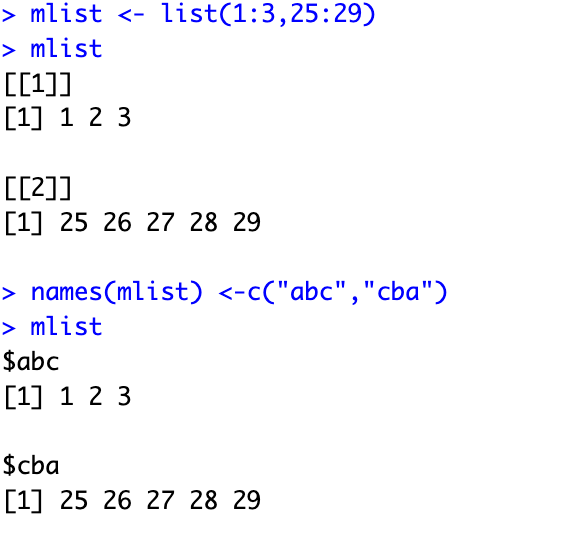 > mlist <- list(1:3,25:29)
> mlist
[[1]]
[1] 1 2 3
[[2]]
[1] 25 26 27 28 29
> names(mlist) <-c("abc","cba")
> mlist
$abc
[1] 1 2 3
$cba
[1] 25 26 27 28 29